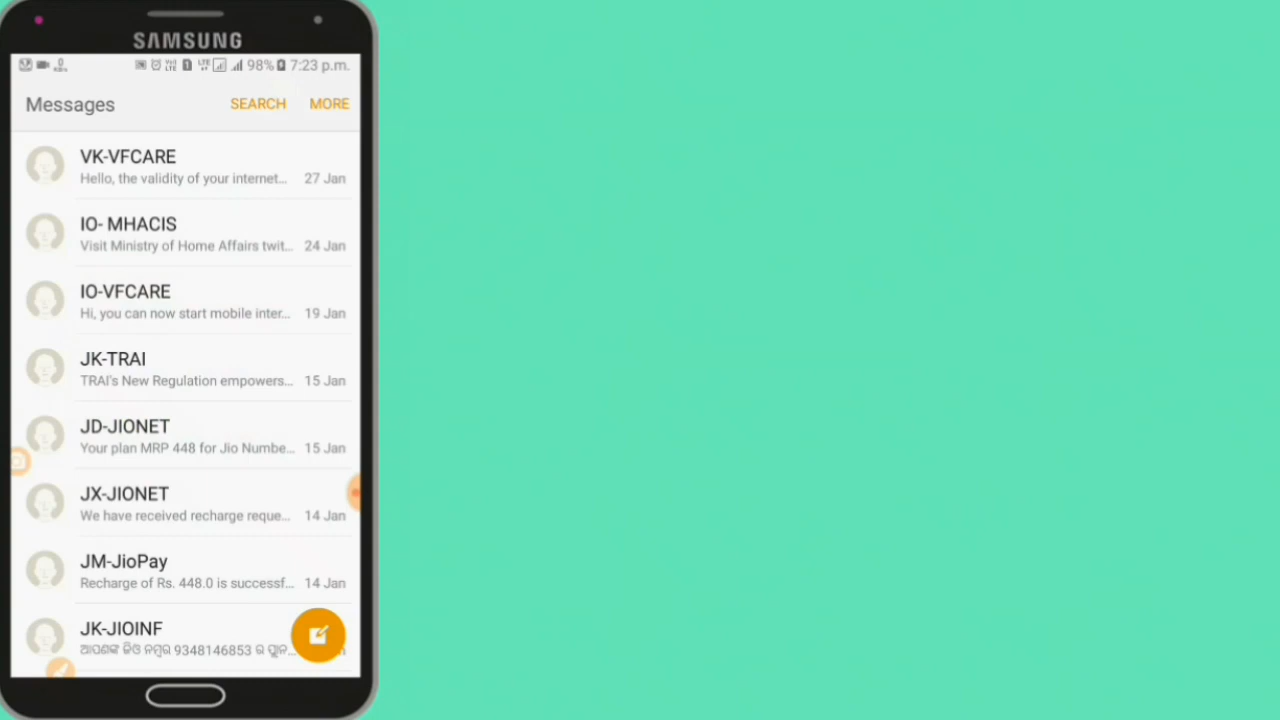 SAMSUNG
98% 7:23 p.m.
Messages SEARCH MORE
VK-VFCARE
Hello, the validity of your internet... 27 Jan
IO- MHACIS
Visit Ministry of Home Affairs twit... 24 Jan
IO-VFCARE
Hi, you can now start mobile inter... 19 Jan
JK-TRAI
TRAI's New Regulation empowers... 15 Jan
JD-JIONET
Your plan MRP 448 for Jio Numbe... 15 Jan
JX-JIONET
We have received recharge reque... 14 Jan
JM-JioPay
Recharge of Rs. 448.0 is successf... 14 Jan
JK-JIOINF
ଆପଣଙ୍କ ଜିଓ ନମ୍ବର 9348146853 ର ପ୍ଲାନ...